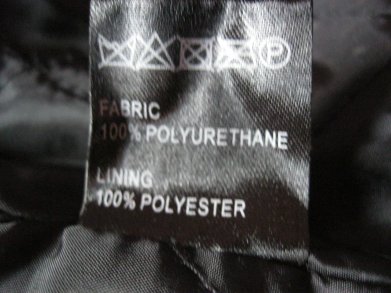 P
FABRIC
100% POLYURETHANE
LINING
100% POLYESTER